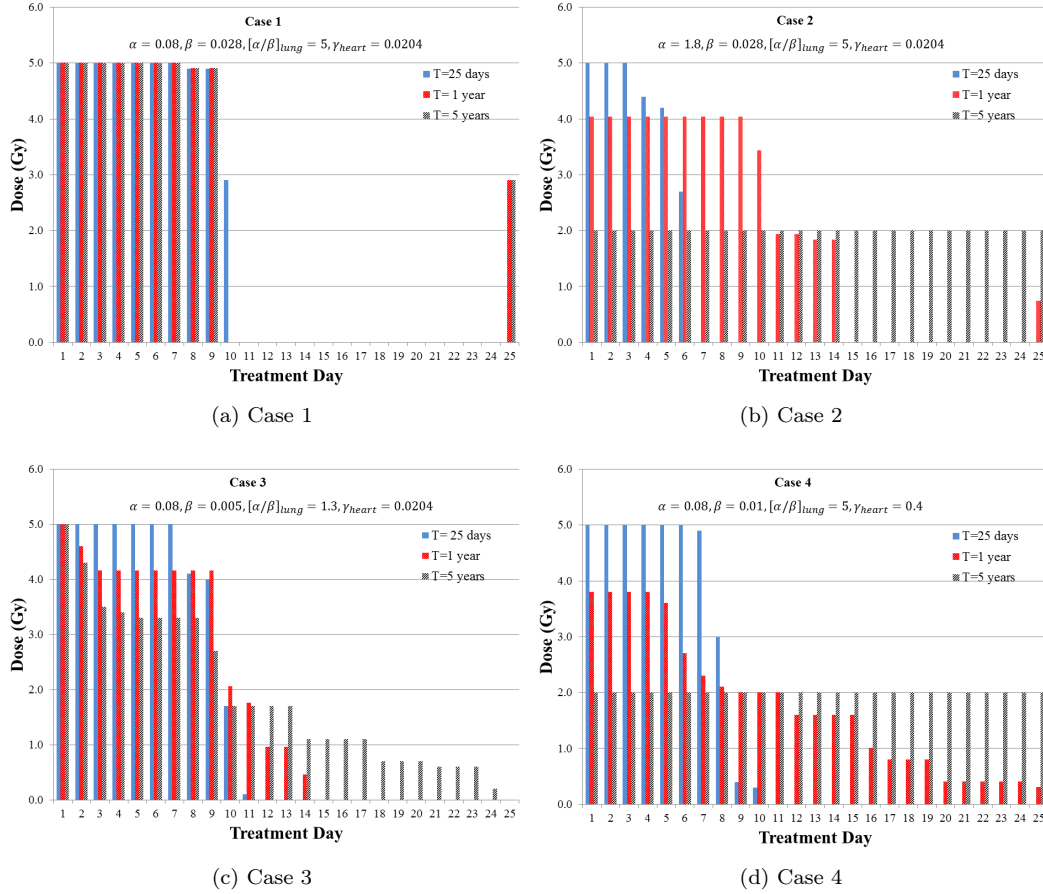 Case 1
α = 0.08, β = 0.028, [α/β]lung = 5, γheart = 0.0204
T=25 days
T= 1 year
T= 5 years
Dose (Gy)
6.0
5.0
4.0
3.0
2.0
1.0
0.0
1 2 3 4 5 6 7 8 9 10 11 12 13 14 15 16 17 18 19 20 21 22 23 24 25
Treatment Day
(a) Case 1
Case 2
α = 1.8, β = 0.028, [α/β]lung = 5, γheart = 0.0204
T=25 days
T=1 year
T=5 years
Dose (Gy)
6.0
5.0
4.0
3.0
2.0
1.0
0.0
1 2 3 4 5 6 7 8 9 10 11 12 13 14 15 16 17 18 19 20 21 22 23 24 25
Treatment Day
(b) Case 2
Case 3
α = 0.08, β = 0.005, [α/β]lung = 1.3, γheart = 0.0204
T= 25 days
T=1 year
T=5 years
Dose (Gy)
6.0
5.0
4.0
3.0
2.0
1.0
0.0
1 2 3 4 5 6 7 8 9 10 11 12 13 14 15 16 17 18 19 20 21 22 23 24 25
Treatment Day
(c) Case 3
Case 4
α = 0.08, β = 0.01, [α/β]lung = 5, γheart = 0.4
T=25 days
T=1 year
T=5 years
Dose (Gy)
6.0
5.0
4.0
3.0
2.0
1.0
0.0
1 2 3 4 5 6 7 8 9 10 11 12 13 14 15 16 17 18 19 20 21 22 23 24 25
Treatment Day
(d) Case 4